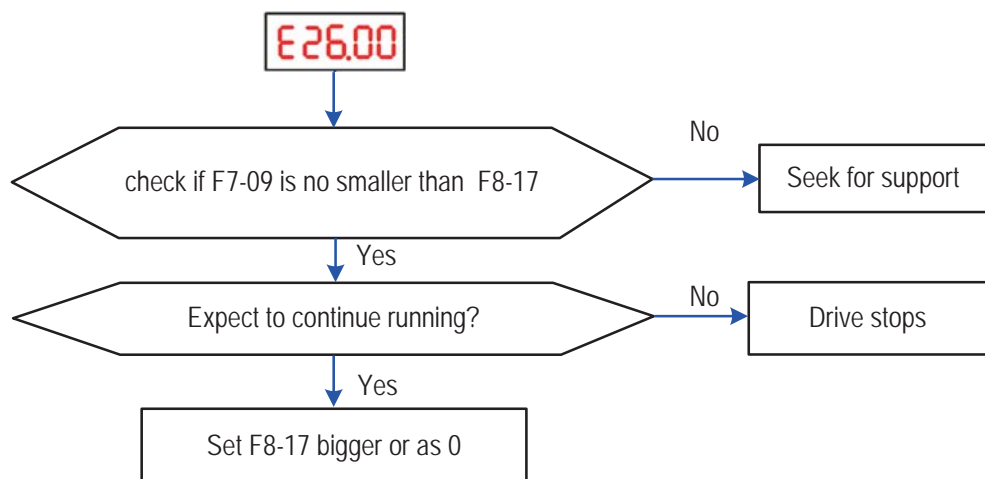 E26.00
No
check if F7-09 is no smaller than F8-17
Seek for support
Yes
No
Expect to continue running?
Drive stops
Yes
Set F8-17 bigger or as 0